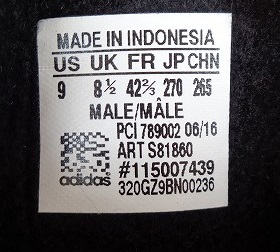 MADE IN INDONESIA
US UK FR JP CHN
9 8½ 42⅔ 270 265
MALE/MÂLE
PCI 789002 06/16
ART S81860
#115007439
adidas 320GZ9BN00236